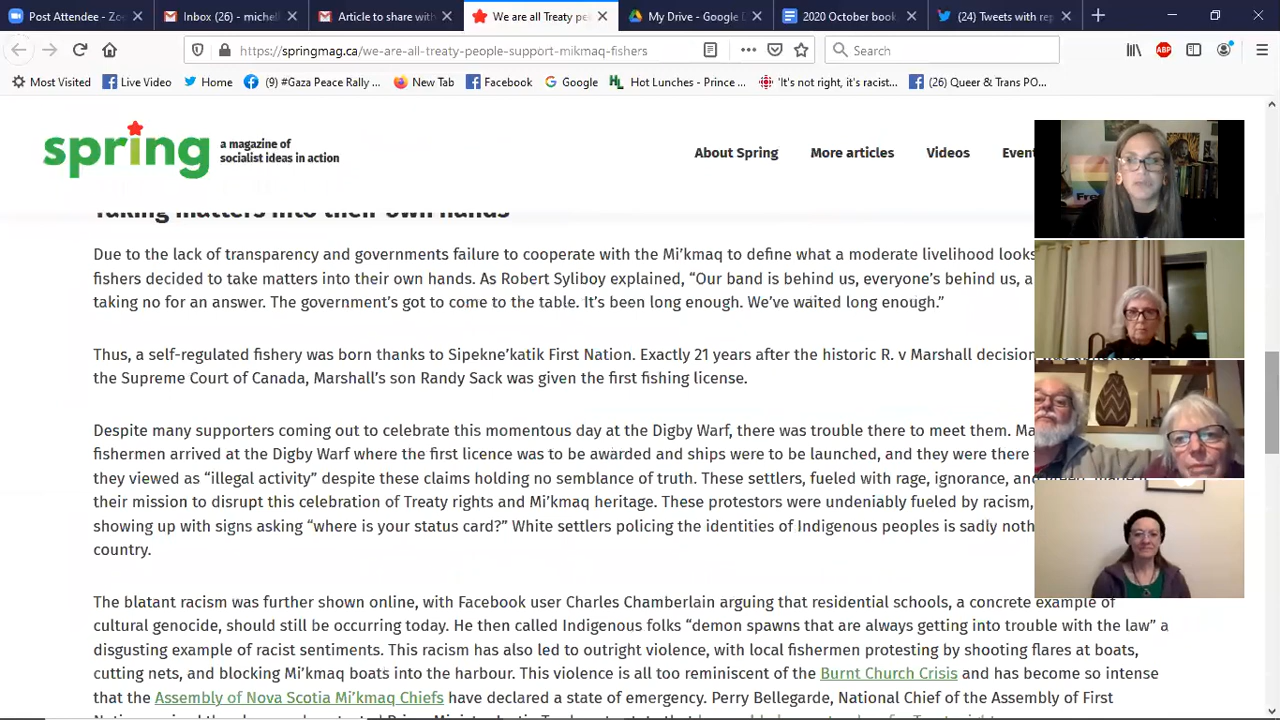 Post Attendee - Zo
Inbox (26) - michell
Article to share with
We are all Treaty pe
My Drive - Google D
2020 October book
(24) Tweets with rep
https://springmag.ca/we-are-all-treaty-people-support-mikmaq-fishers
Search
ABP
Most Visited
Live Video
Home
(9) #Gaza Peace Rally ...
New Tab
Facebook
Google
Hot Lunches - Prince ...
'It's not right, it's racist...
(26) Queer & Trans PO...
spring
a magazine of
socialist ideas in action
About Spring
More articles
Videos
Event
Taking matters into their own hands
Due to the lack of transparency and governments failure to cooperate with the Mi’kmaq to define what a moderate livelihood looks
fishers decided to take matters into their own hands. As Robert Syliboy explained, “Our band is behind us, everyone’s behind us, a
taking no for an answer. The government’s got to come to the table. It’s been long enough. We’ve waited long enough.”
Thus, a self-regulated fishery was born thanks to Sipekne’katik First Nation. Exactly 21 years after the historic R. v Marshall decision
the Supreme Court of Canada, Marshall’s son Randy Sack was given the first fishing license.
Despite many supporters coming out to celebrate this momentous day at the Digby Warf, there was trouble there to meet them. Ma
fishermen arrived at the Digby Warf where the first licence was to be awarded and ships were to be launched, and they were there
they viewed as “illegal activity” despite these claims holding no semblance of truth. These settlers, fueled with rage, ignorance, and
their mission to disrupt this celebration of Treaty rights and Mi’kmaq heritage. These protestors were undeniably fueled by racism,
showing up with signs asking “where is your status card?” White settlers policing the identities of Indigenous peoples is sadly noth
country.
The blatant racism was further shown online, with Facebook user Charles Chamberlain arguing that residential schools, a concrete example of
cultural genocide, should still be occurring today. He then called Indigenous folks “demon spawns that are always getting into trouble with the law” a
disgusting example of racist sentiments. This racism has also led to outright violence, with local fishermen protesting by shooting flares at boats,
cutting nets, and blocking Mi’kmaq boats into the harbour. This violence is all too reminiscent of the Burnt Church Crisis and has become so intense
that the Assembly of Nova Scotia Mi’kmaq Chiefs have declared a state of emergency. Perry Bellegarde, National Chief of the Assembly of First